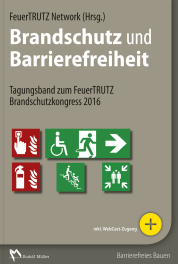 FeuerTRUTZ Network (Hrsg.)
Brandschutz und
Barrierefreiheit
Tagungsband zum FeuerTRUTZ
Brandschutzkongress 2016
inkl. WebCast-Zugang
+
Rudolf Müller
Barrierefreies Bauen